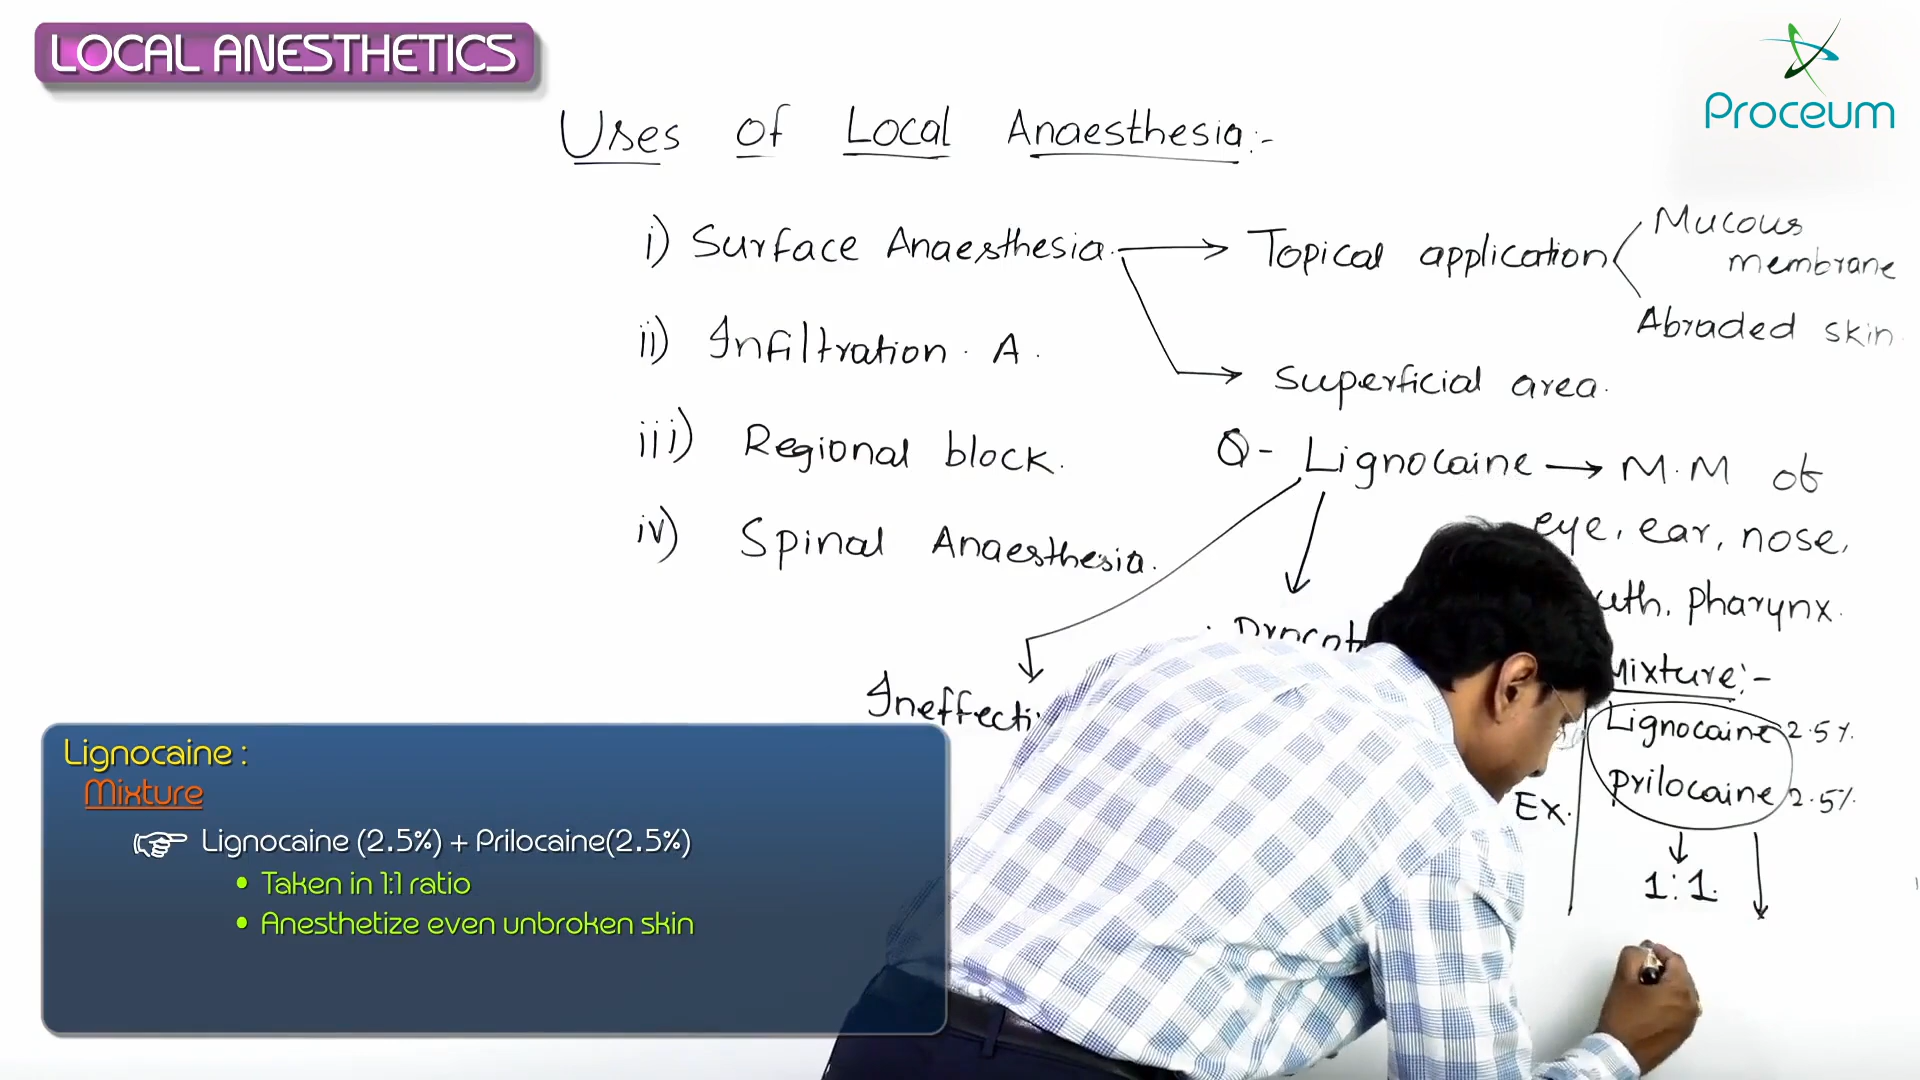 LOCAL ANESTHETICS
Proceum
Uses of Local Anaesthesia:-
i) Surface Anaesthesia. → Topical application
Mucous
membrane
Abraded skin.
Superficial area.
ii) Infiltration. A.
iii) Regional block.
iv) Spinal Anaesthesia.
Q- Lignocaine → M.M of
eye, ear, nose,
pharynx.
Mixture:-
Lignocaine 2.5%.
Prilocaine 2.5%.
Ex.
1:1.
Lignocaine :
Mixture
Lignocaine (2.5%) + Prilocaine(2.5%)
• Taken in 1:1 ratio
• Anesthetize even unbroken skin